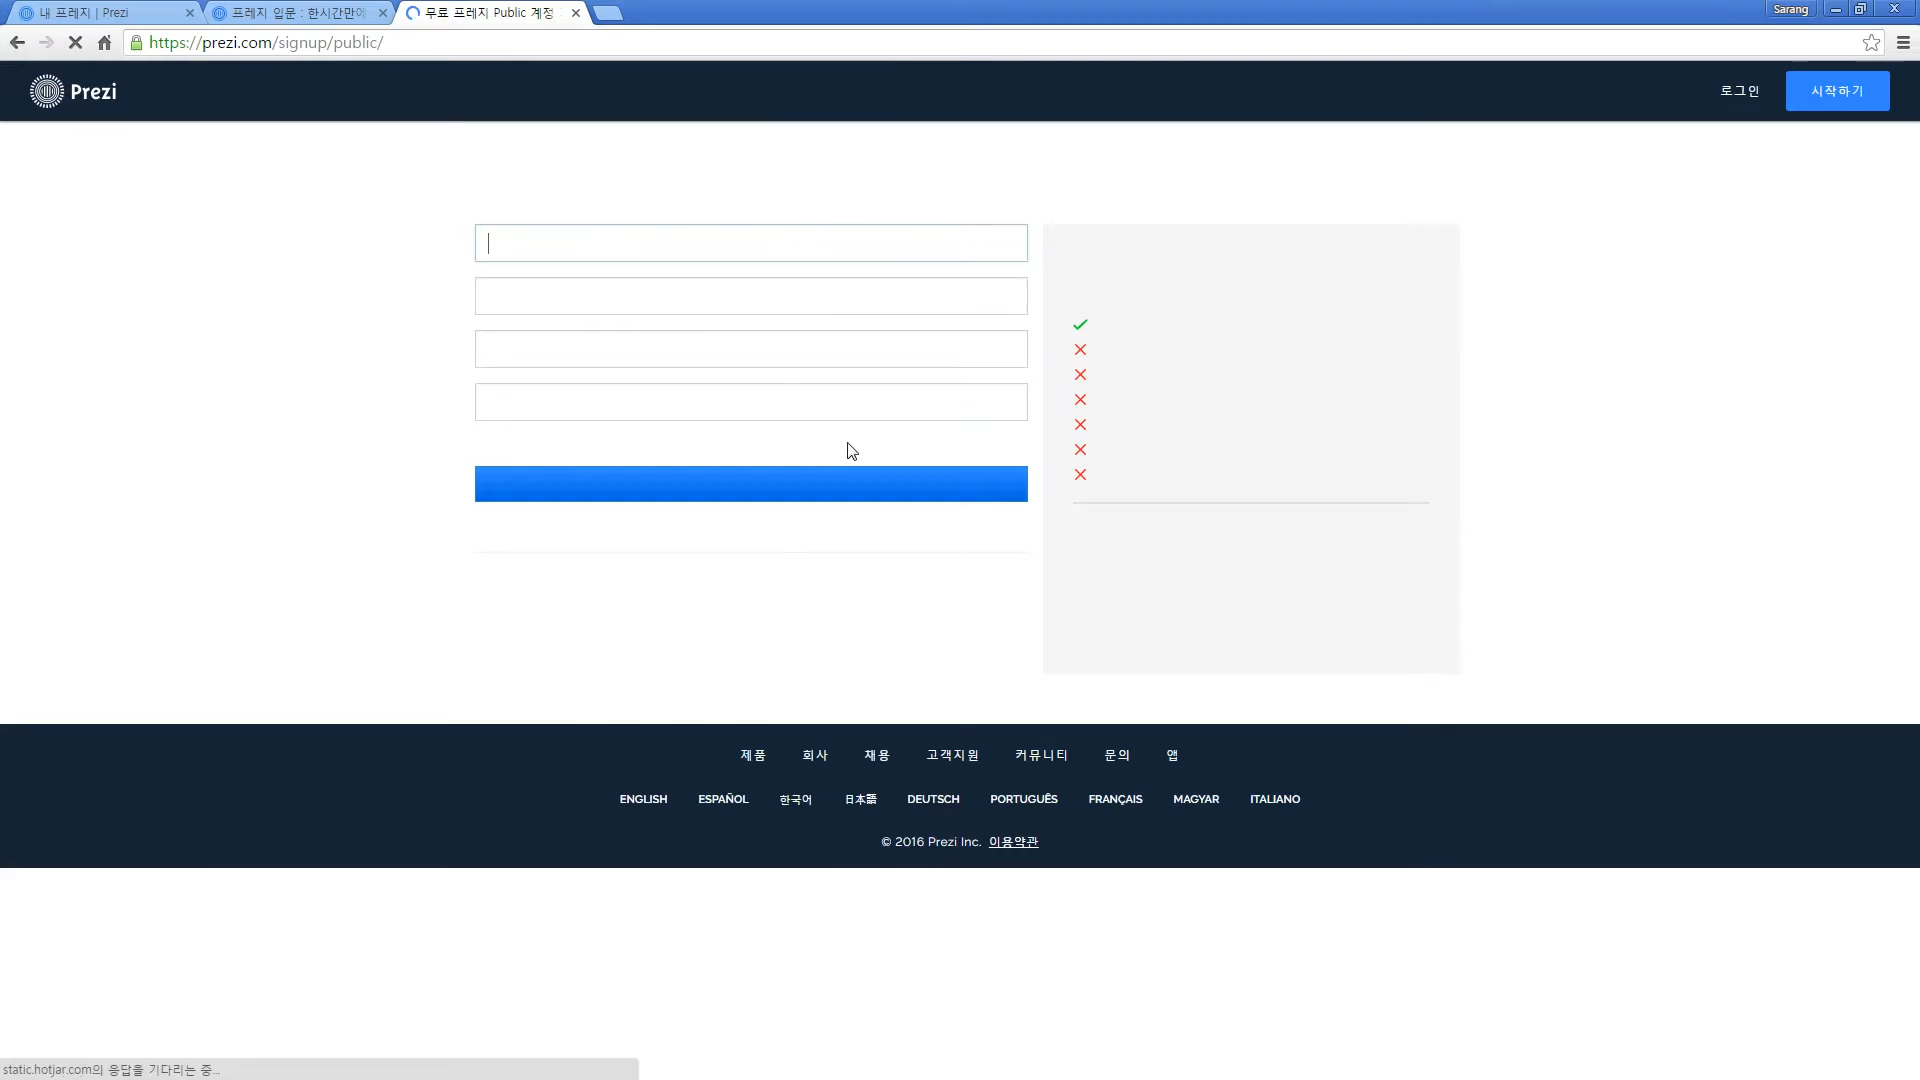 내 프레지 | Prezi
프레지 입문 : 한시간만에
무료 프레지 Public 계정
Sarang
https://prezi.com/signup/public/
Prezi
로그인
시작하기
제품 회사 채용 고객지원 커뮤니티 문의 앱
ENGLISH ESPAÑOL 한국어 日本語 DEUTSCH PORTUGUÊS FRANÇAIS MAGYAR ITALIANO
© 2016 Prezi Inc. 이용약관
static.hotjar.com의 응답을 기다리는 중...